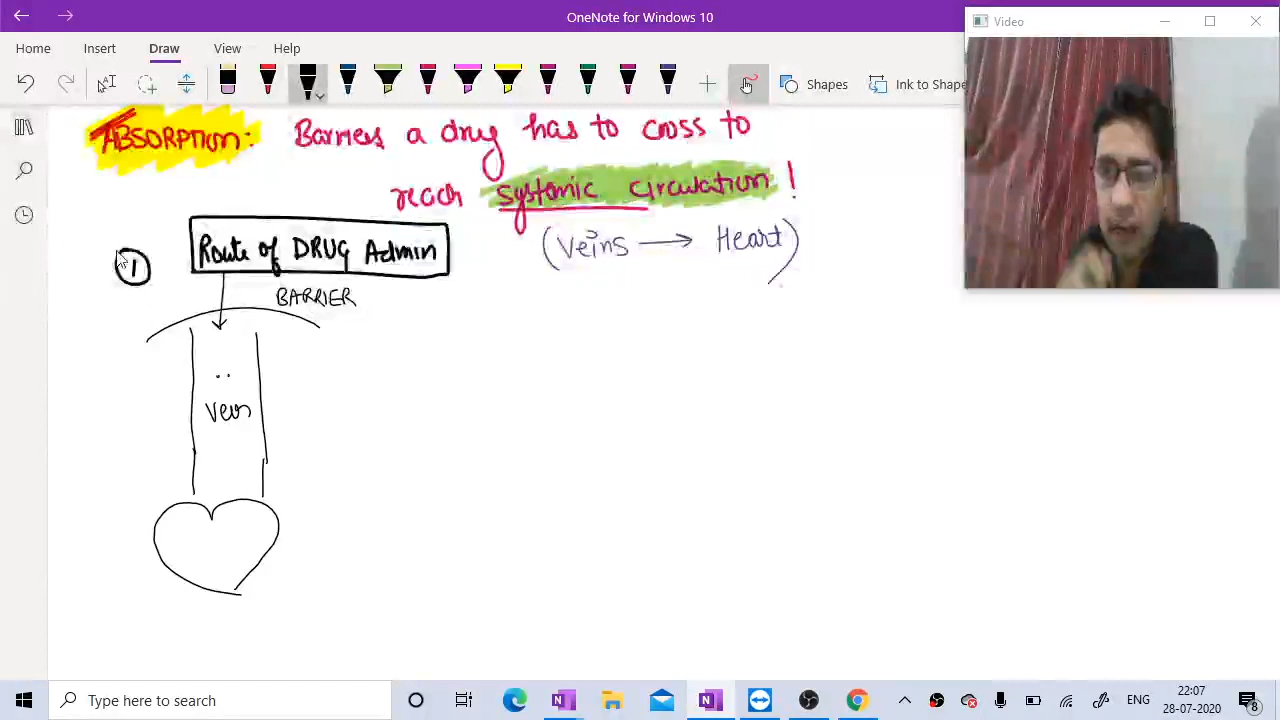 OneNote for Windows 10
Video
Home Insert Draw View Help
Shapes
Ink to Shape
ABSORPTION: Barriers a drug has to cross to
reach systemic circulation !
(Veins → Heart)
1 Route of DRUG Admin
BARRIER
Vein
Type here to search
ENG
22:07
28-07-2020
8